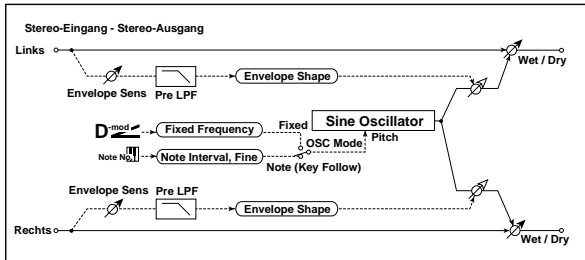 Stereo-Eingang - Stereo-Ausgang
Links
Wet / Dry
Envelope Sens
Pre LPF
Envelope Shape
D-mod
Fixed Frequency
Fixed
Sine Oscillator
OSC Mode
Pitch
Note No.
Note Interval, Fine
Note (Key Follow)
Envelope Sens
Pre LPF
Envelope Shape
Rechts
Wet / Dry